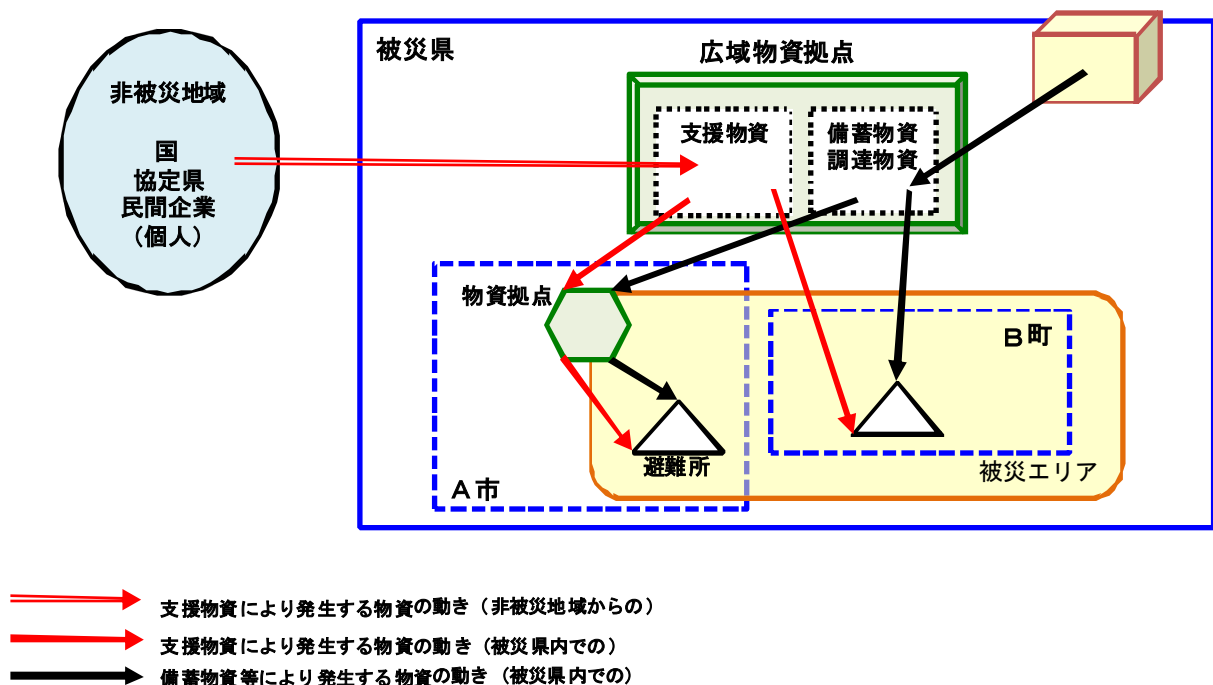 非被災地域
国
協定県
民間企業
（個人）
被災県
広域物資拠点
支援物資
備蓄物資
調達物資
物資拠点
避難所
A市
B町
被災エリア
支援物資により発生する物資の動き（非被災地域からの）
支援物資により発生する物資の動き（被災県内での）
備蓄物資等により発生する物資の動き（被災県内での）